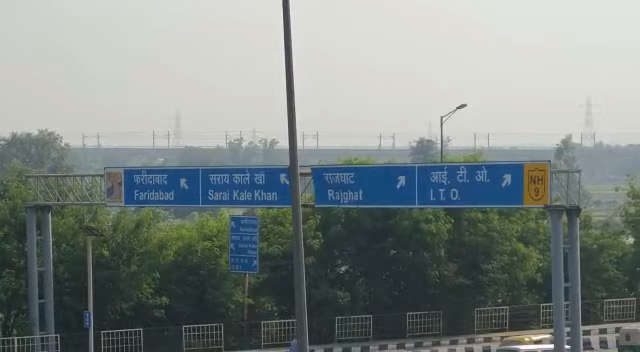 फरीदाबाद
Faridabad
सराय काले खाँ
Sarai Kale Khan
राजघाट
Rajghat
आई. टी. ओ.
I. T. O.
NH
9